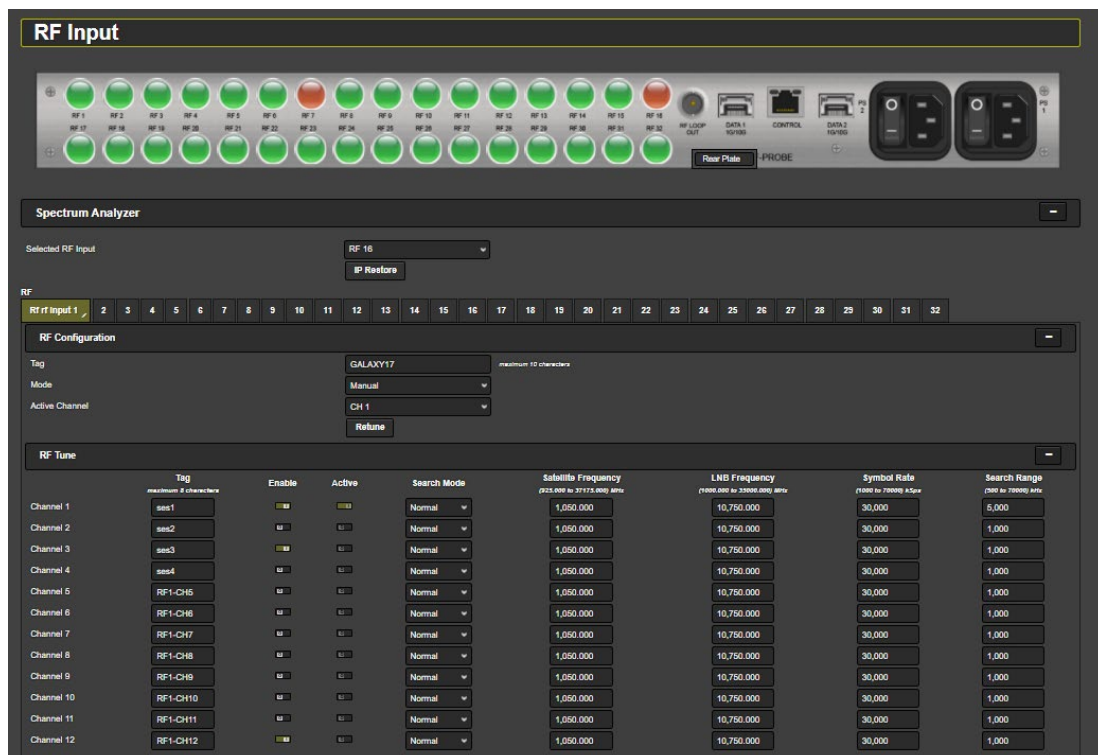 RF Input
RF 1 RF 2 RF 3 RF 4 RF 5 RF 6 RF 7 RF 8 RF 9 RF 10 RF 11 RF 12 RF 13 RF 14 RF 15 RF 16
RF 17 RF 18 RF 19 RF 20 RF 21 RF 22 RF 23 RF 24 RF 25 RF 26 RF 27 RF 28 RF 29 RF 30 RF 31 RF 32
RF LOOP OUT DATA 1 1G/10G CONTROL DATA 2 1G/10G PS 2 PS 1
Rear Plate -PROBE
Spectrum Analyzer
Selected RF Input RF 16
IP Restore
RF
Rf rf Input 1 2 3 4 5 6 7 8 9 10 11 12 13 14 15 16 17 18 19 20 21 22 23 24 25 26 27 28 29 30 31 32
RF Configuration
Tag GALAXY17 maximum 10 characters
Mode Manual
Active Channel CH 1
Retune
RF Tune
Tag Enable Active Search Mode Satellite Frequency LNB Frequency Symbol Rate Search Range
maximum 8 characters (925.000 to 37175.000) MHz (1000.000 to 35000.000) MHz (1000 to 70000) kSps (500 to 70000) kHz
Channel 1 ses1 Normal 1,050.000 10,750.000 30,000 5,000
Channel 2 ses2 Normal 1,050.000 10,750.000 30,000 1,000
Channel 3 ses3 Normal 1,050.000 10,750.000 30,000 1,000
Channel 4 ses4 Normal 1,050.000 10,750.000 30,000 1,000
Channel 5 RF1-CH5 Normal 1,050.000 10,750.000 30,000 1,000
Channel 6 RF1-CH6 Normal 1,050.000 10,750.000 30,000 1,000
Channel 7 RF1-CH7 Normal 1,050.000 10,750.000 30,000 1,000
Channel 8 RF1-CH8 Normal 1,050.000 10,750.000 30,000 1,000
Channel 9 RF1-CH9 Normal 1,050.000 10,750.000 30,000 1,000
Channel 10 RF1-CH10 Normal 1,050.000 10,750.000 30,000 1,000
Channel 11 RF1-CH11 Normal 1,050.000 10,750.000 30,000 1,000
Channel 12 RF1-CH12 Normal 1,050.000 10,750.000 30,000 1,000